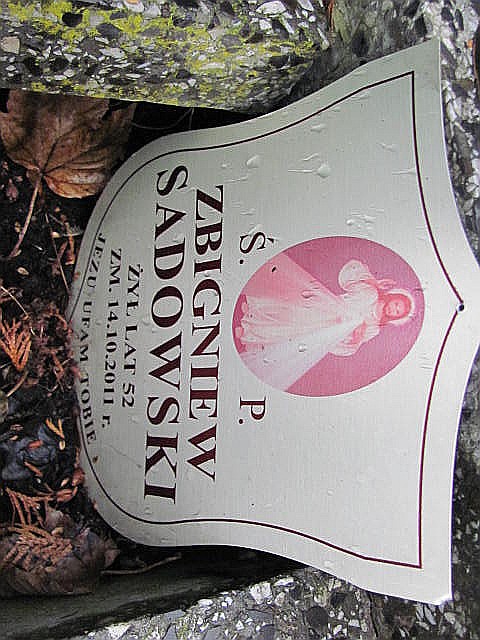 Ś. P.
ZBIGNIEW
SADOWSKI
ŻYŁ LAT 52
ZM. 14.10.2011 r.
JEZU UFAM TOBIE